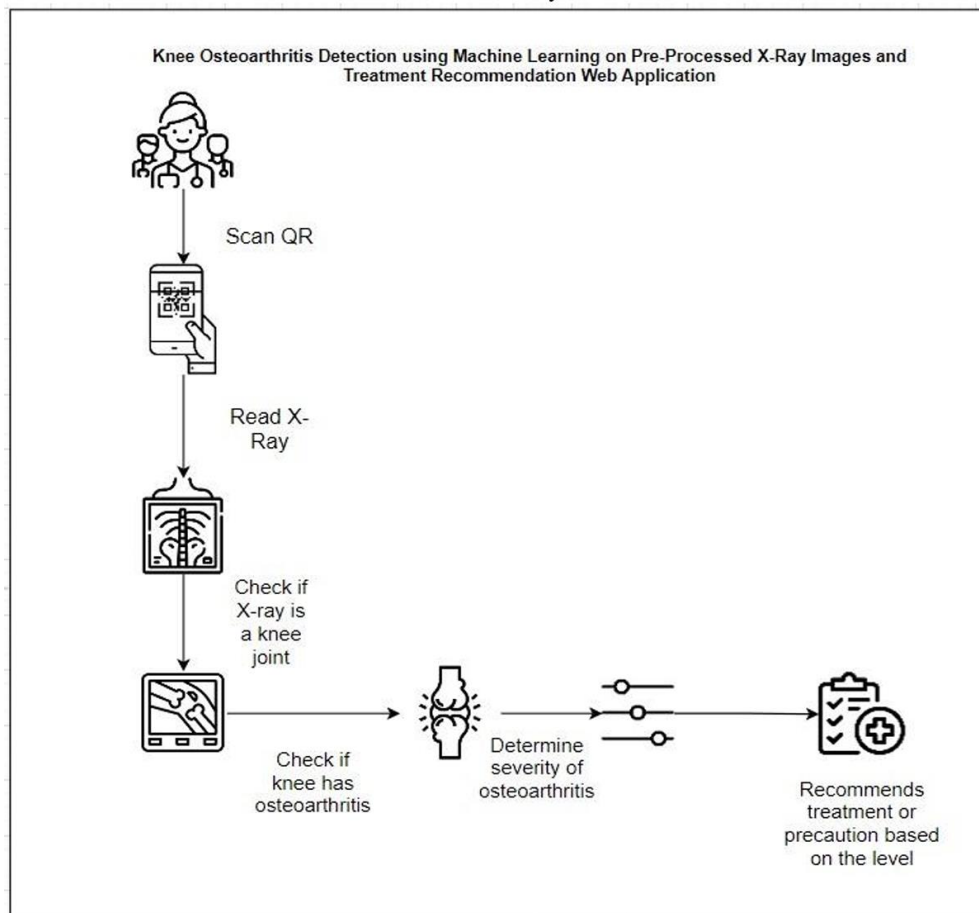 Knee Osteoarthritis Detection using Machine Learning on Pre-Processed X-Ray Images and
Treatment Recommendation Web Application
Scan QR
Read X-
Ray
Check if
X-ray is
a knee
joint
Check if
knee has
osteoarthritis
Determine
severity of
osteoarthritis
Recommends
treatment or
precaution based
on the level